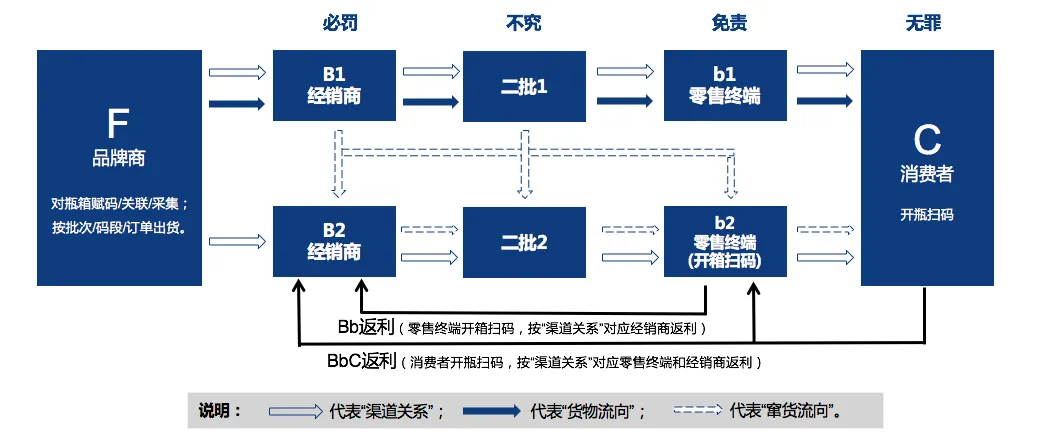 必罚
不究
免责
无罪
F
品牌商
对瓶箱赋码/关联/采集；
按批次/码段/订单出货。
B1
经销商
二批1
b1
零售终端
C
消费者
开瓶扫码
B2
经销商
二批2
b2
零售终端
(开箱扫码)
Bb返利（零售终端开箱扫码，按“渠道关系”对应经销商返利）
BbC返利（消费者开瓶扫码，按“渠道关系”对应零售终端和经销商返利）
说明：
代表“渠道关系”；
代表“货物流向”；
代表“窜货流向”。